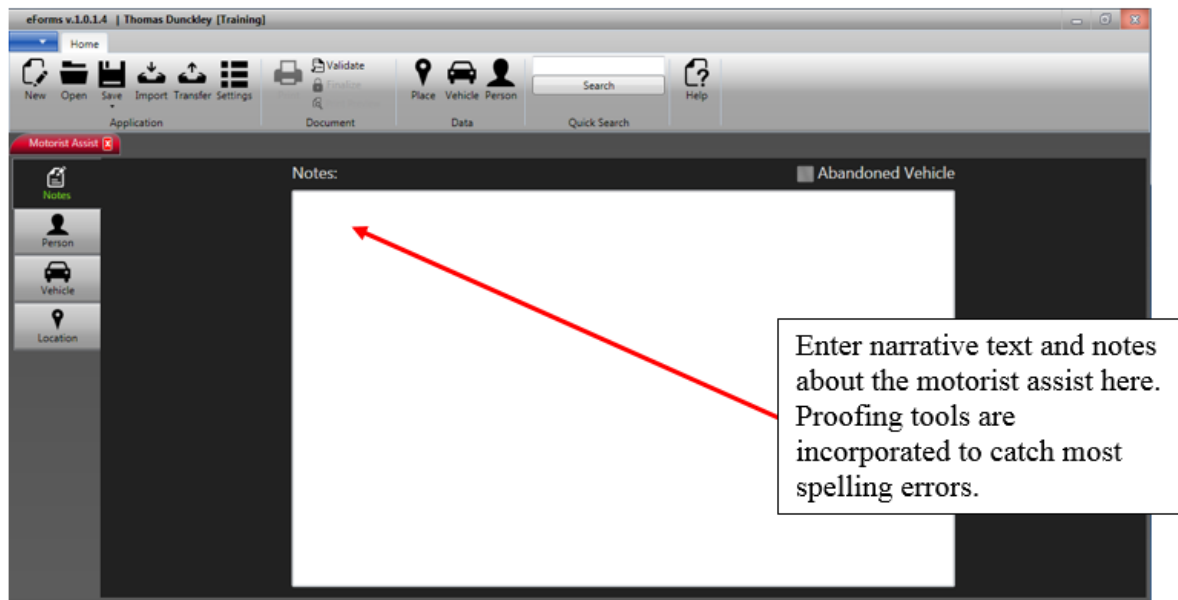 eForms v.1.0.1.4 | Thomas Dunckley [Training]
Home
New Open Save Import Transfer Settings
Validate
Finalize
Place Vehicle Person
Search
Help
Application Document Data Quick Search
Motorist Assist
Notes
Person
Vehicle
Location
Notes:
Abandoned Vehicle
Enter narrative text and notes
about the motorist assist here.
Proofing tools are
incorporated to catch most
spelling errors.